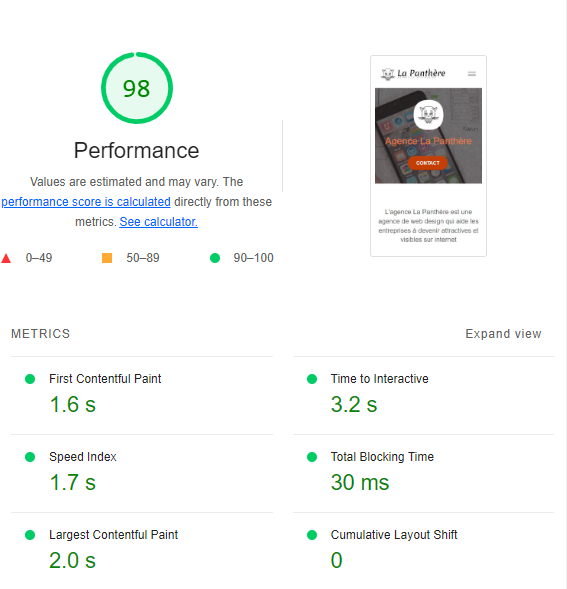 98
Performance
Values are estimated and may vary. The
performance score is calculated directly from these
metrics. See calculator.
0–49 50–89 90–100
La Panthère
Agence La Panthère
CONTACT
L'agence La Panthère est une
agence de web design qui aide les
entreprises à devenir attractives et
visibles sur internet
METRICS
Expand view
First Contentful Paint
1.6 s
Time to Interactive
3.2 s
Speed Index
1.7 s
Total Blocking Time
30 ms
Largest Contentful Paint
2.0 s
Cumulative Layout Shift
0